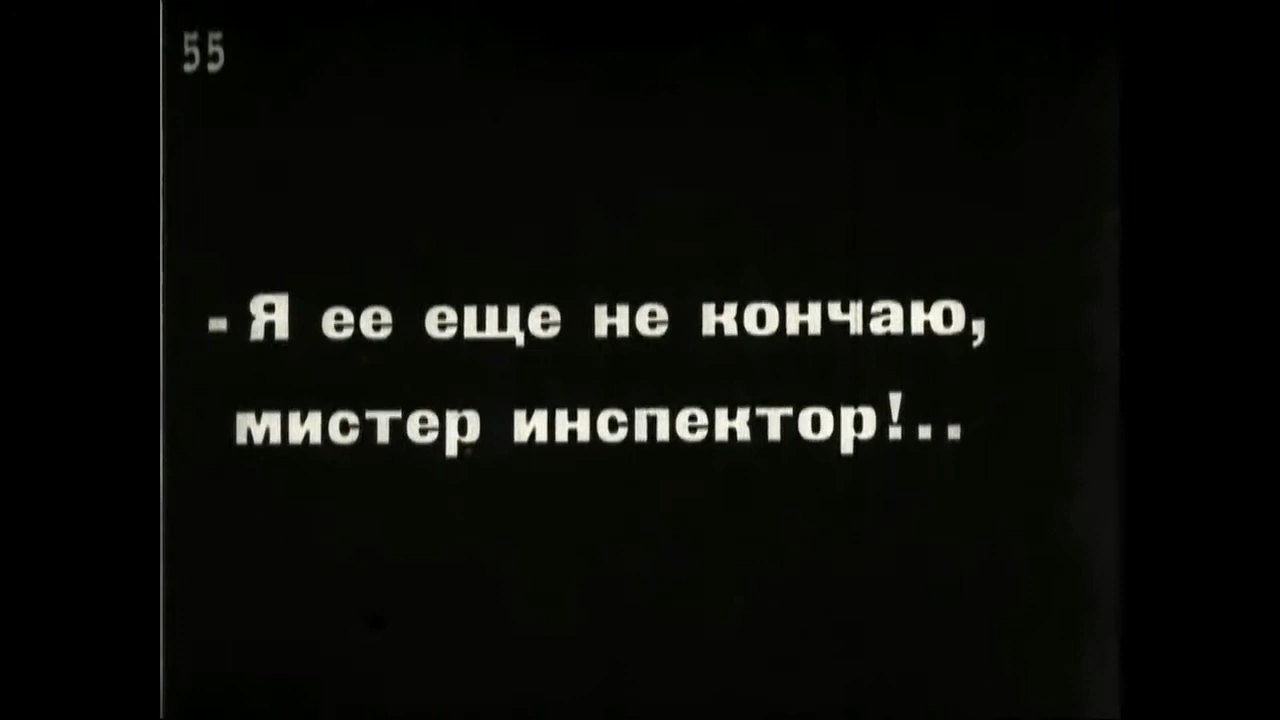 55
- Я ее еще не кончаю,
мистер инспектор!..